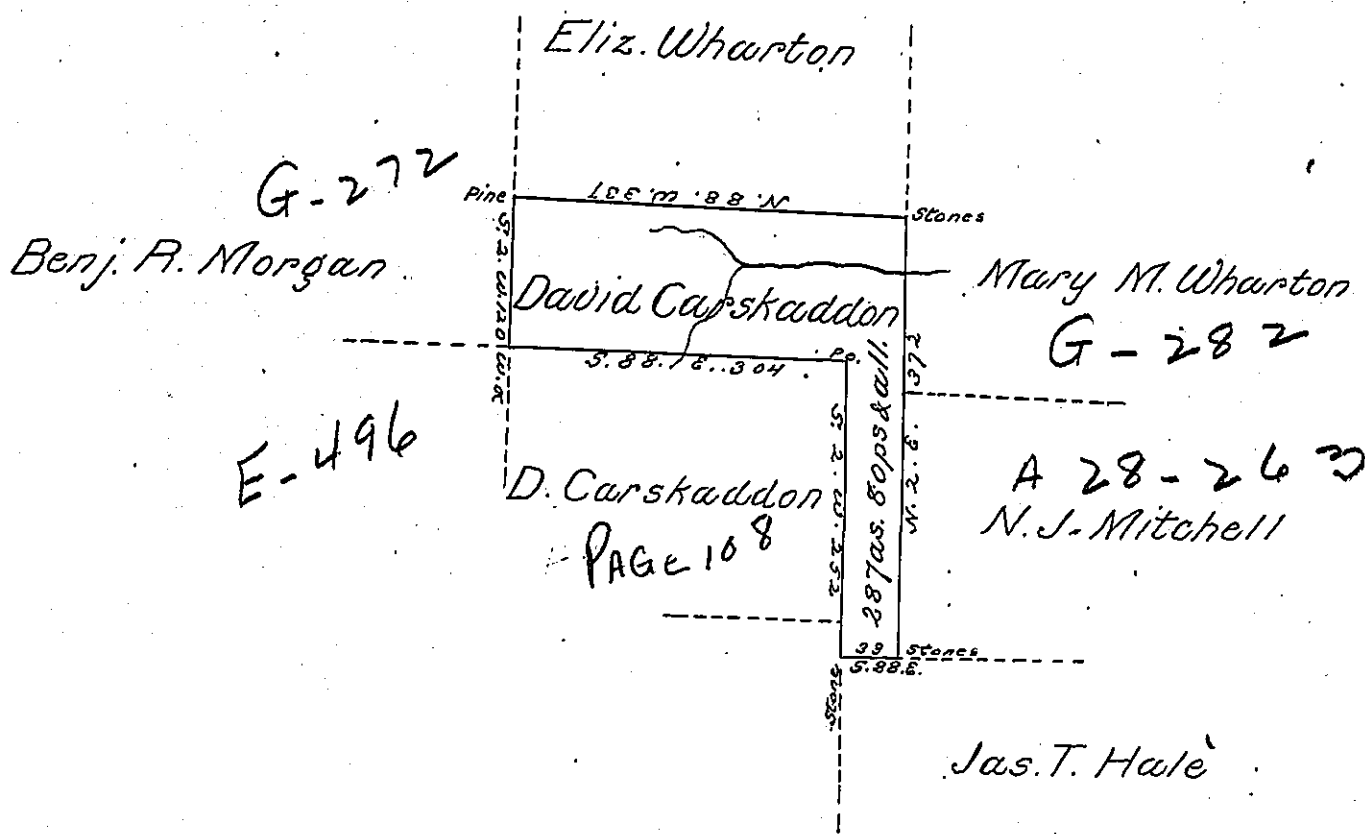 Eliz. Wharton
G-272
Pine
N. 88. W. 337
Stones
Benj. R. Morgan
S. 2. W. 120
W.O.
David Carskaddon
Mary M. Wharton
G-282
S. 88. E. 304
Po.
N. 2. E. 372
S. 2. W. 252
287as. 80ps & all.
E-496
D. Carskaddon
PAGE 108
A 28-263
N. J. Mitchell
39
S. 88. E.
Stones
Stones
Jas. T. Hale